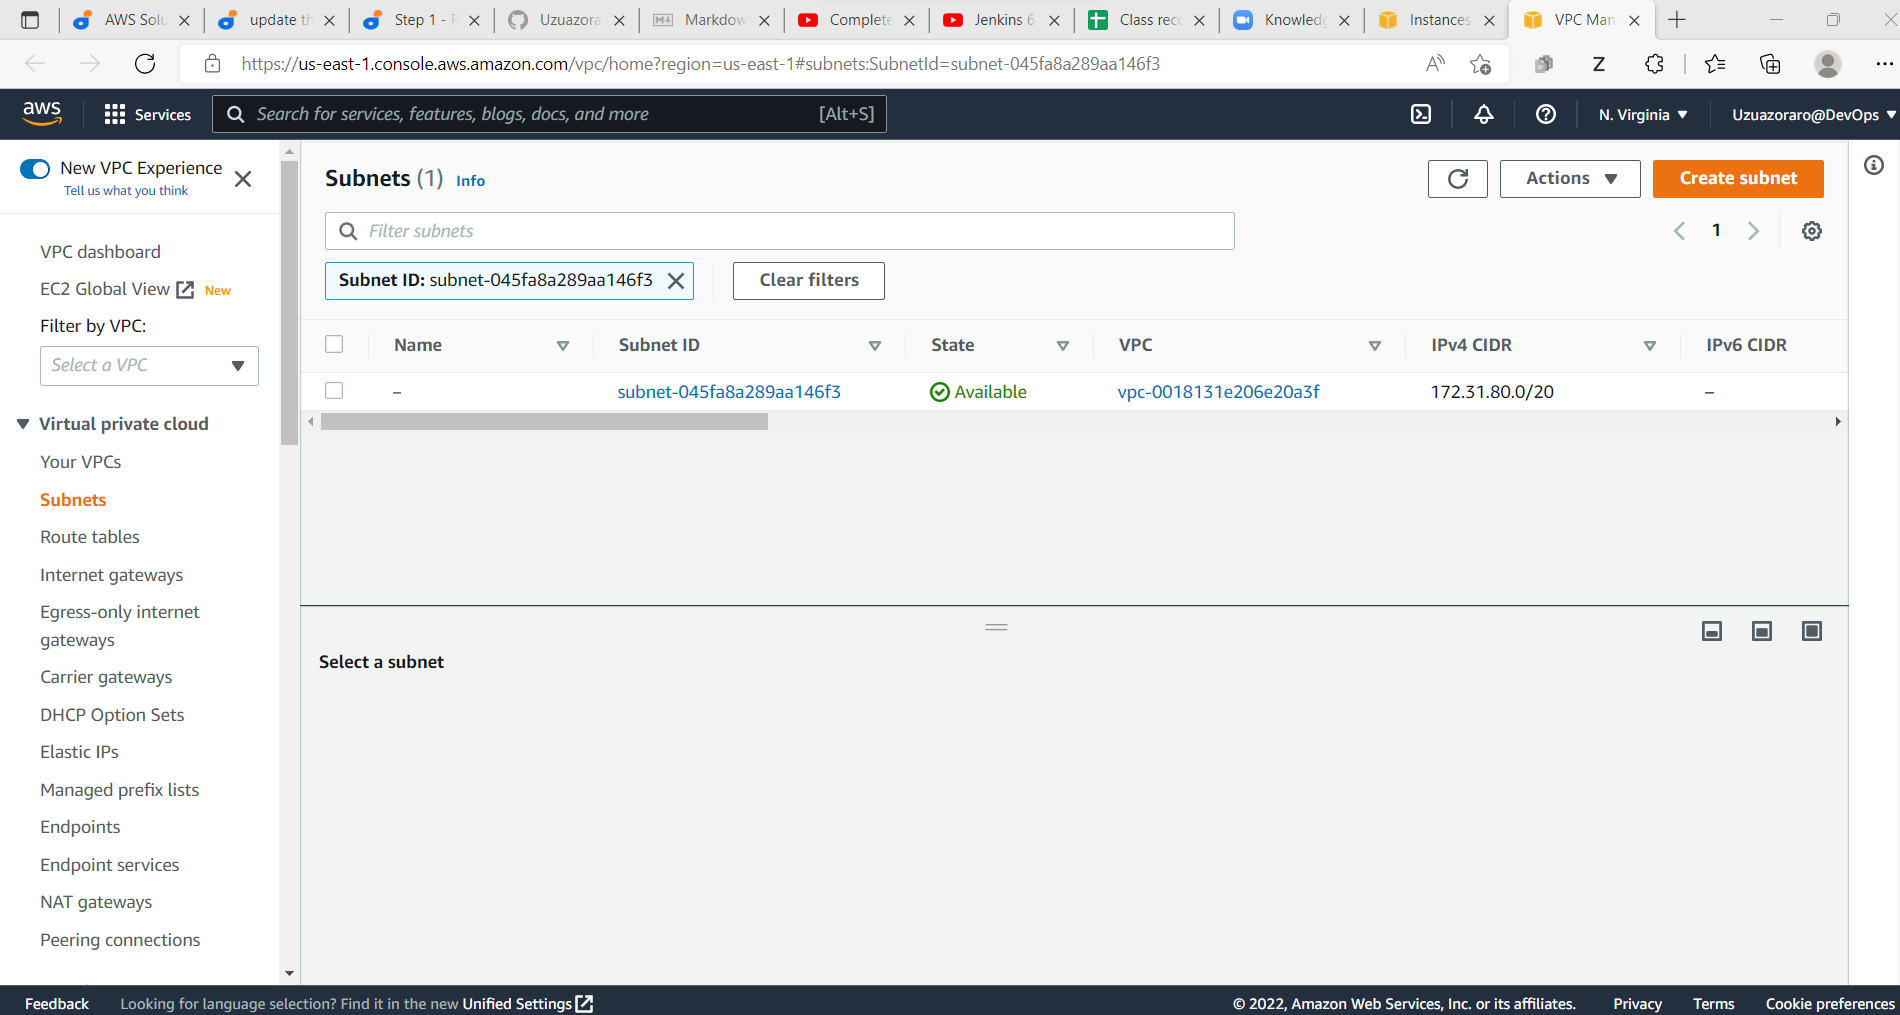 AWS Solu
update th
Step 1 - P
Uzuazora
Markdow
Complete
Jenkins 6
Class rec
Knowledg
Instances
VPC Man
https://us-east-1.console.aws.amazon.com/vpc/home?region=us-east-1#subnets:SubnetId=subnet-045fa8a289aa146f3
aws
Services
Search for services, features, blogs, docs, and more
[Alt+S]
N. Virginia
Uzuazoraro@DevOps
New VPC Experience
Tell us what you think
VPC dashboard
EC2 Global View New
Filter by VPC:
Select a VPC
Virtual private cloud
Your VPCs
Subnets
Route tables
Internet gateways
Egress-only internet
gateways
Carrier gateways
DHCP Option Sets
Elastic IPs
Managed prefix lists
Endpoints
Endpoint services
NAT gateways
Peering connections
Subnets (1) Info
Actions
Create subnet
Filter subnets
1
Subnet ID: subnet-045fa8a289aa146f3
Clear filters
Name Subnet ID State VPC IPv4 CIDR IPv6 CIDR
– subnet-045fa8a289aa146f3 Available vpc-0018131e206e20a3f 172.31.80.0/20 –
Select a subnet
Feedback Looking for language selection? Find it in the new Unified Settings © 2022, Amazon Web Services, Inc. or its affiliates. Privacy Terms Cookie preferences